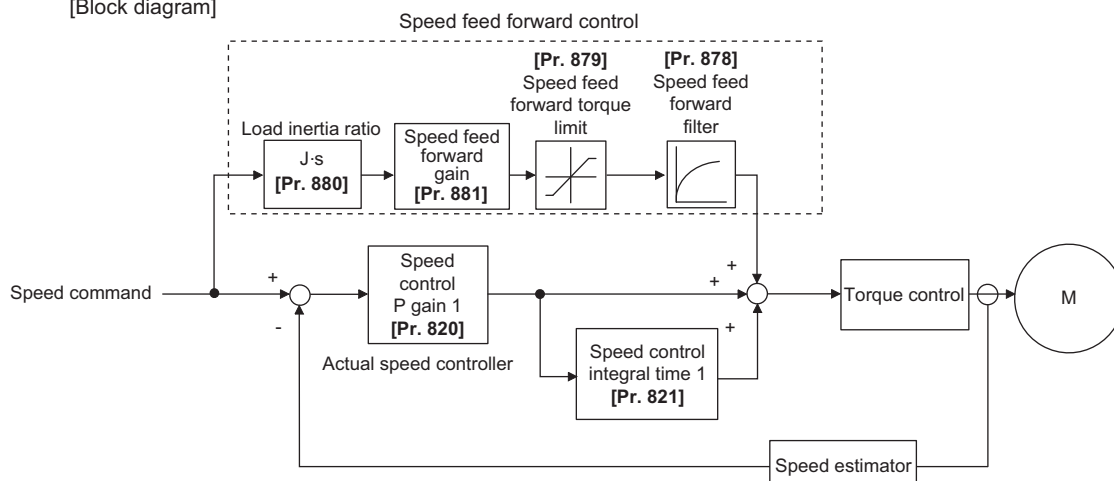 [Block diagram]
Speed feed forward control
[Pr. 879]
Speed feed
forward torque
limit
[Pr. 878]
Speed feed
forward
filter
Load inertia ratio
J·s
[Pr. 880]
Speed feed
forward
gain
[Pr. 881]
Speed command
+
-
Speed
control
P gain 1
[Pr. 820]
Actual speed controller
+
+
+
Speed control
integral time 1
[Pr. 821]
Torque control
M
Speed estimator